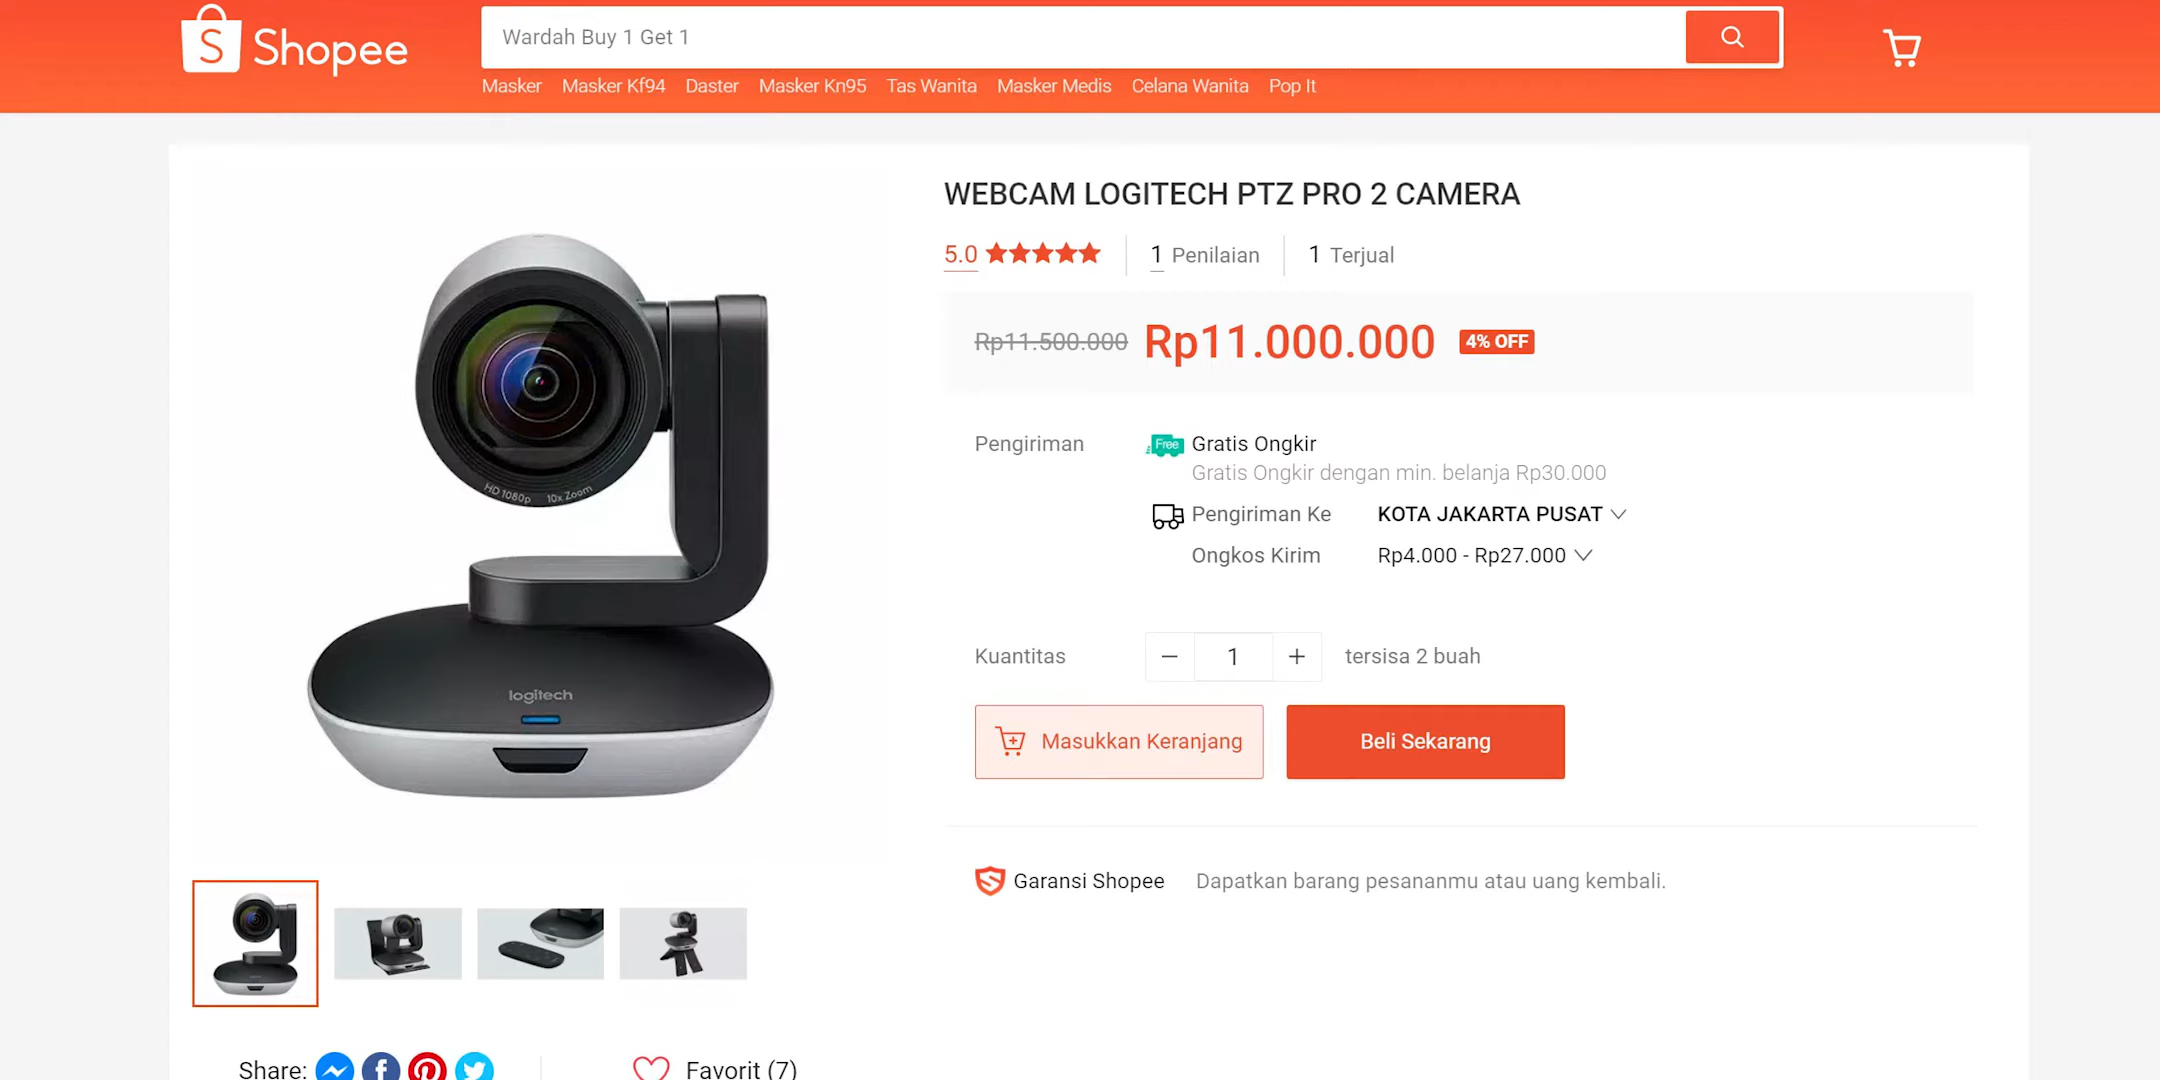 Shopee
Wardah Buy 1 Get 1
Masker Masker Kf94 Daster Masker Kn95 Tas Wanita Masker Medis Celana Wanita Pop It
WEBCAM LOGITECH PTZ PRO 2 CAMERA
5.0 1 Penilaian 1 Terjual
Rp11.500.000 Rp11.000.000 4% OFF
Pengiriman Free Gratis Ongkir
Gratis Ongkir dengan min. belanja Rp30.000
Pengiriman Ke KOTA JAKARTA PUSAT
Ongkos Kirim Rp4.000 - Rp27.000
Kuantitas − 1 + tersisa 2 buah
Masukkan Keranjang Beli Sekarang
Garansi Shopee Dapatkan barang pesananmu atau uang kembali.
HD 1080p 10x Zoom
logitech
Share: Favorit (7)